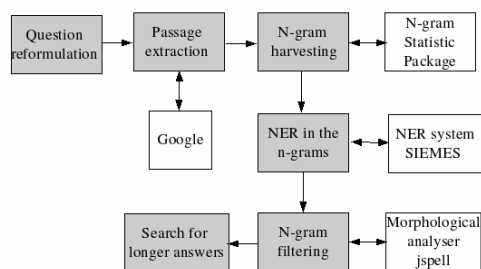 Question
reformulation
Passage
extraction
N-gram
harvesting
N-gram
Statistic
Package
Google
NER in the
n-grams
NER system
SIEMES
Search for
longer answers
N-gram
filtering
Morphological
analyser
jspell